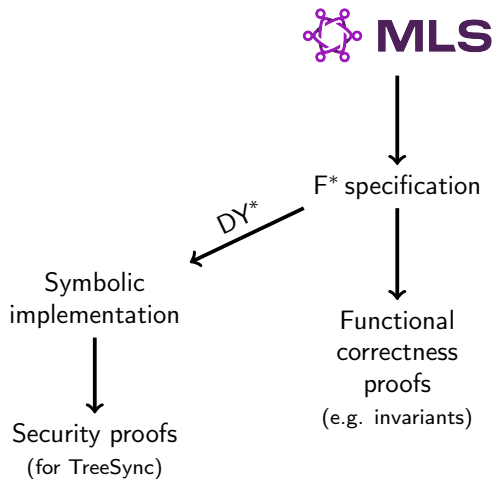 MLS
F* specification
DY*
Symbolic
implementation
Functional
correctness
proofs
(e.g. invariants)
Security proofs
(for TreeSync)